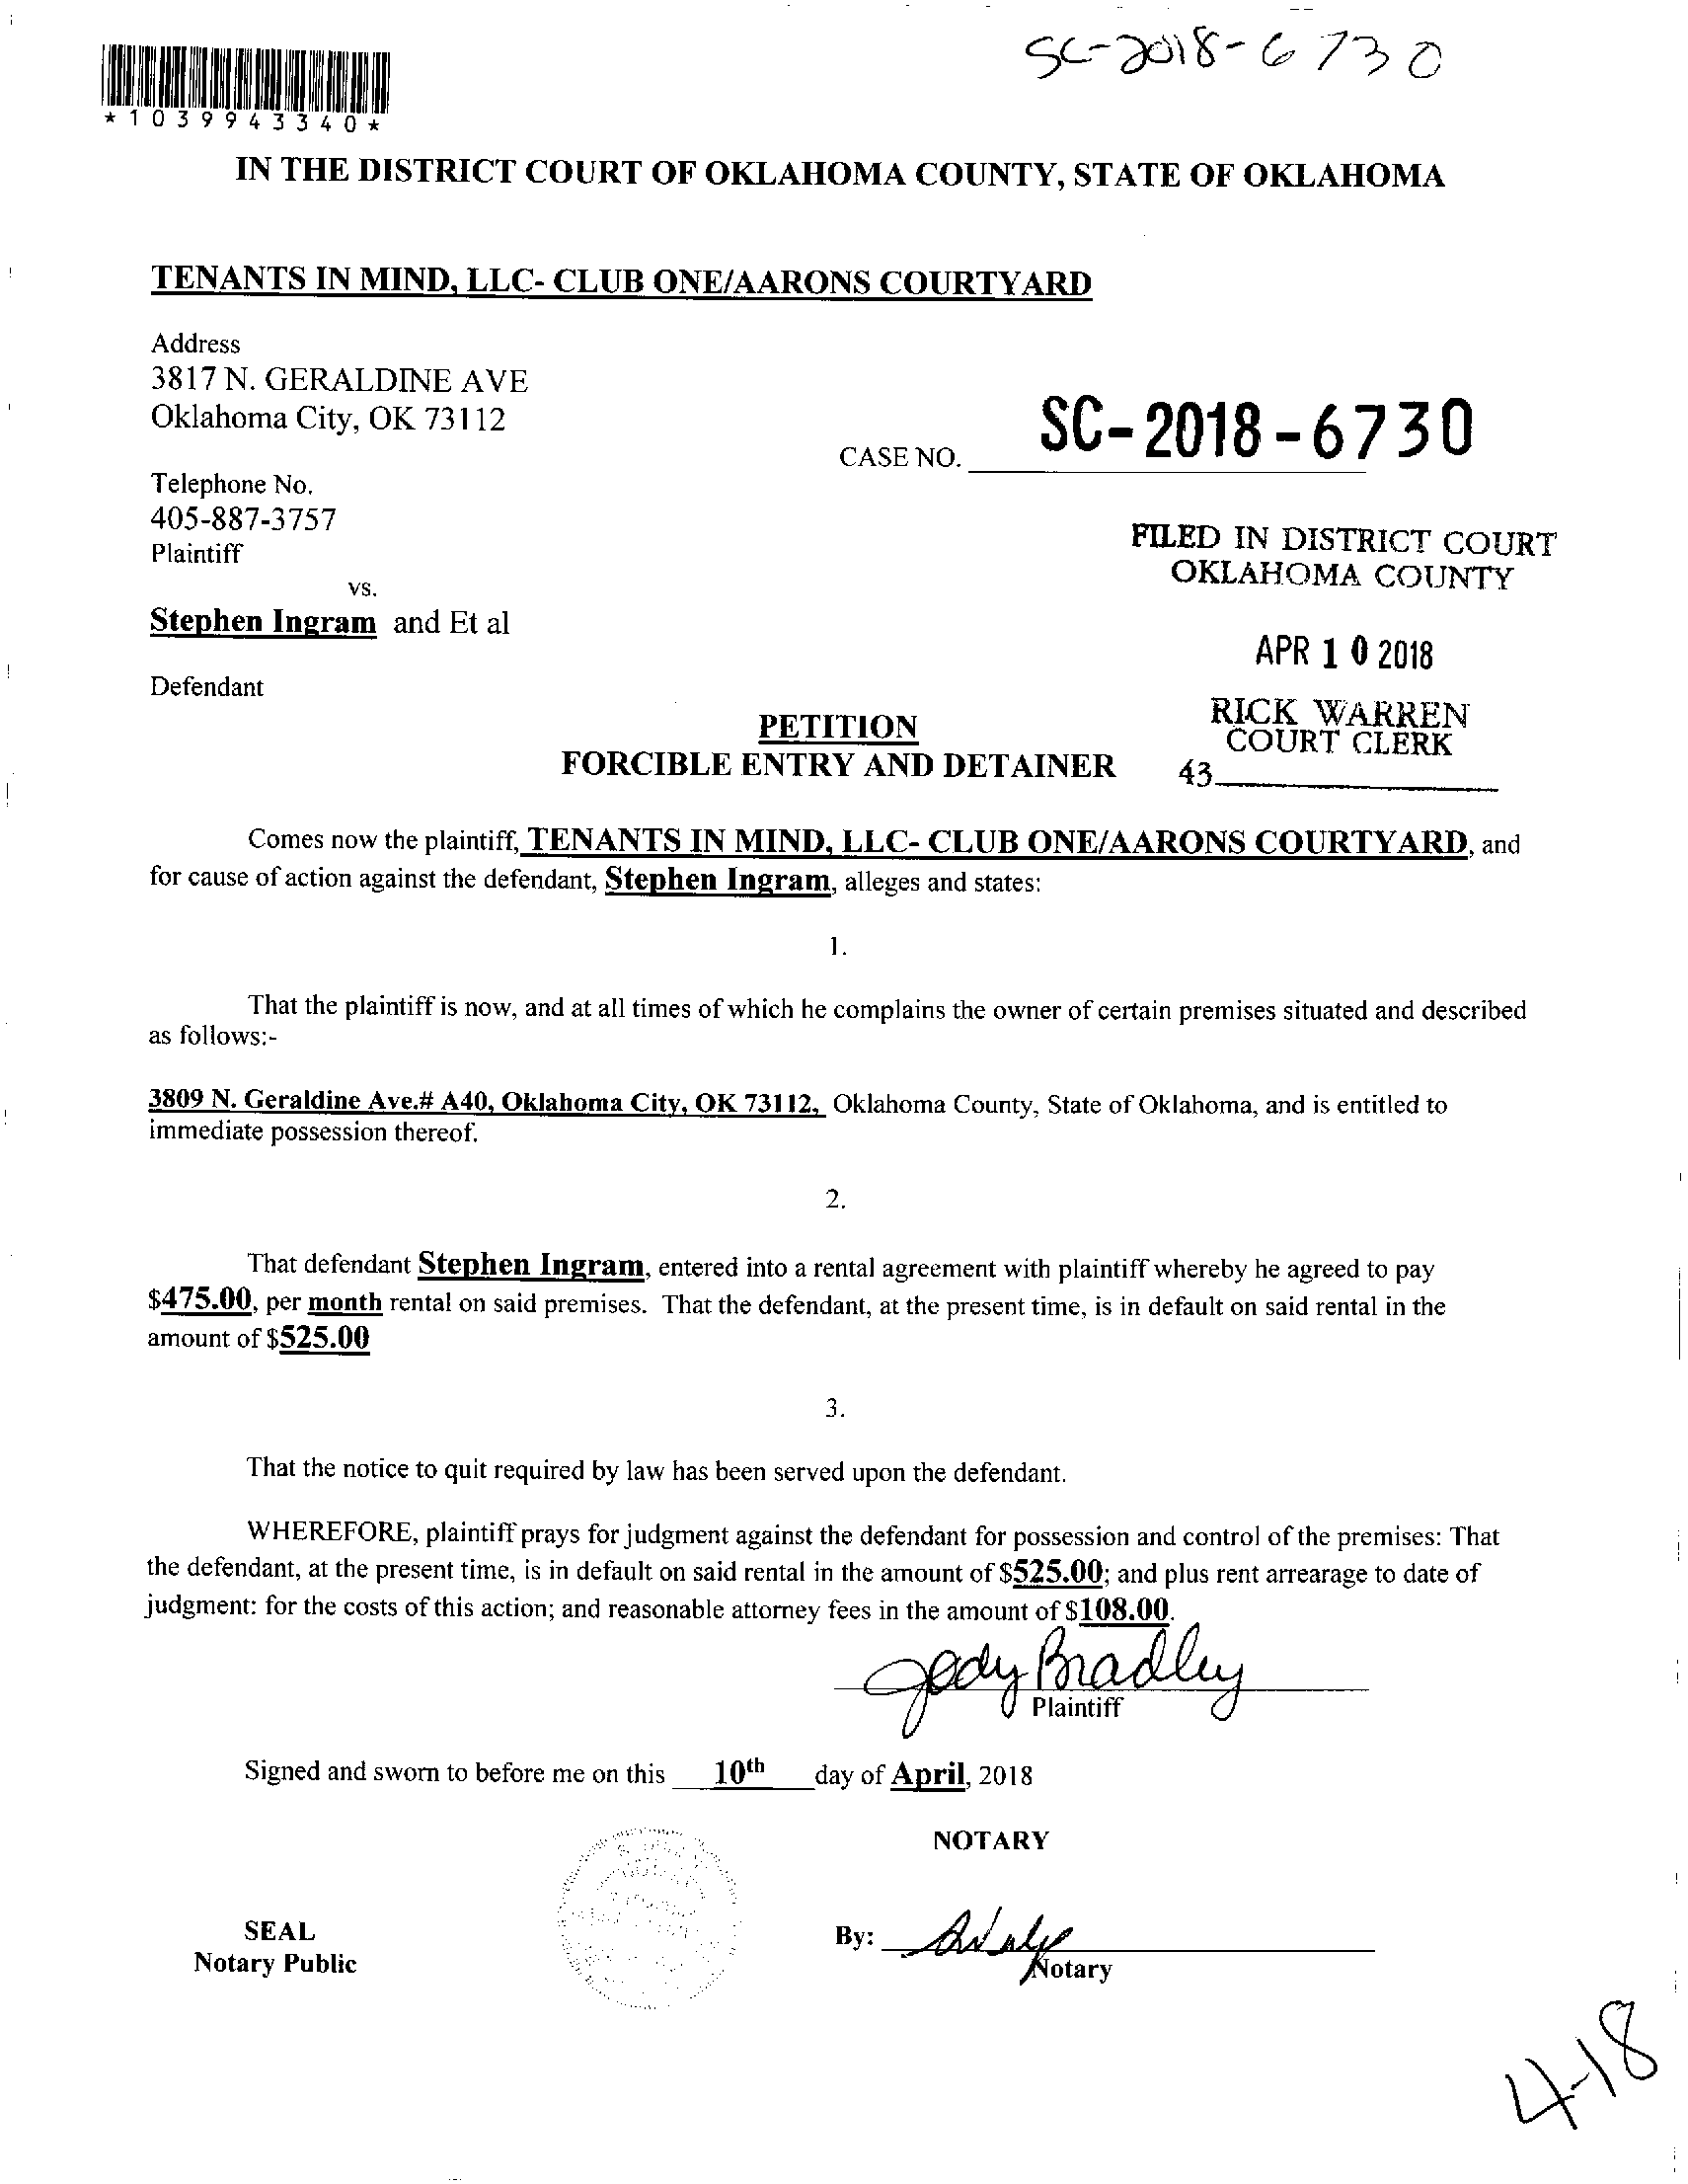 SC-2018-6730
*1039943340*
IN THE DISTRICT COURT OF OKLAHOMA COUNTY, STATE OF OKLAHOMA
TENANTS IN MIND, LLC- CLUB ONE/AARONS COURTYARD
Address
3817 N. GERALDINE AVE
Oklahoma City, OK 73112
CASE NO. SC-2018-6730
Telephone No.
405-887-3757
Plaintiff
FILED IN DISTRICT COURT
OKLAHOMA COUNTY
vs.
Stephen Ingram and Et al
APR 10 2018
Defendant
RICK WARREN
COURT CLERK
43
PETITION
FORCIBLE ENTRY AND DETAINER
Comes now the plaintiff, TENANTS IN MIND, LLC- CLUB ONE/AARONS COURTYARD, and
for cause of action against the defendant, Stephen Ingram, alleges and states:
1.
That the plaintiff is now, and at all times of which he complains the owner of certain premises situated and described
as follows:-
3809 N. Geraldine Ave.# A40, Oklahoma City, OK 73112, Oklahoma County, State of Oklahoma, and is entitled to
immediate possession thereof.
2.
That defendant Stephen Ingram, entered into a rental agreement with plaintiff whereby he agreed to pay
$475.00, per month rental on said premises. That the defendant, at the present time, is in default on said rental in the
amount of $525.00
3.
That the notice to quit required by law has been served upon the defendant.
WHEREFORE, plaintiff prays for judgment against the defendant for possession and control of the premises: That
the defendant, at the present time, is in default on said rental in the amount of $525.00; and plus rent arrearage to date of
judgment: for the costs of this action; and reasonable attorney fees in the amount of $108.00.
Jody Bradley
Plaintiff
Signed and sworn to before me on this 10th day of April, 2018
NOTARY
SEAL
Notary Public
By:
Notary
4-18